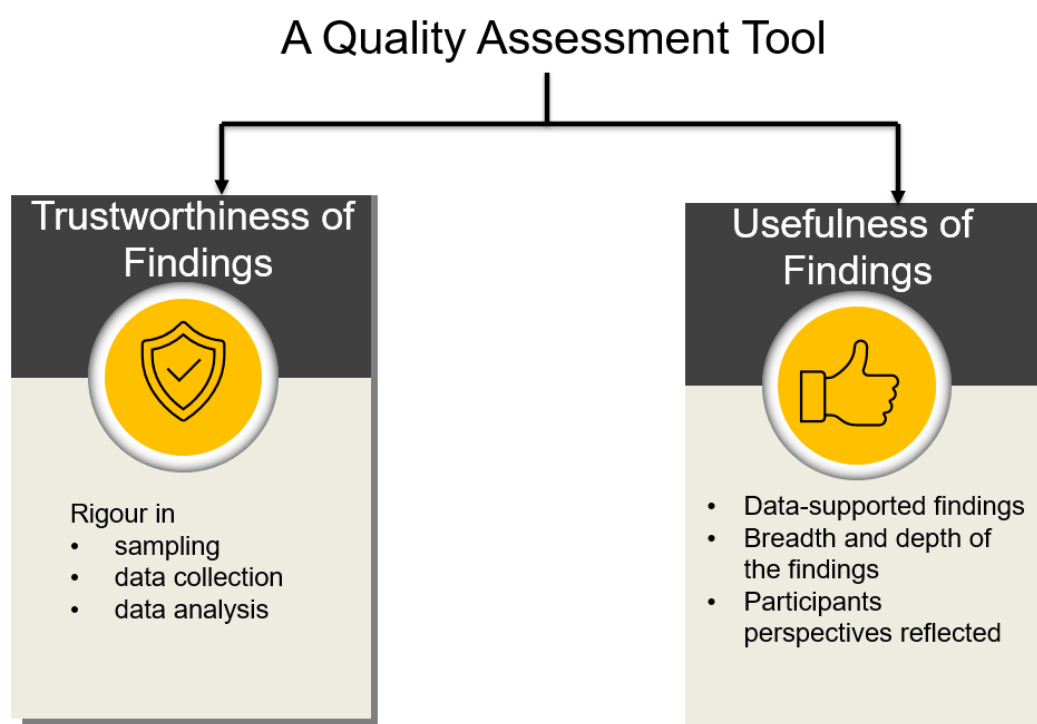 A Quality Assessment Tool
Trustworthiness of
Findings
Rigour in
• sampling
• data collection
• data analysis
Usefulness of
Findings
• Data-supported findings
• Breadth and depth of
the findings
• Participants
perspectives reflected